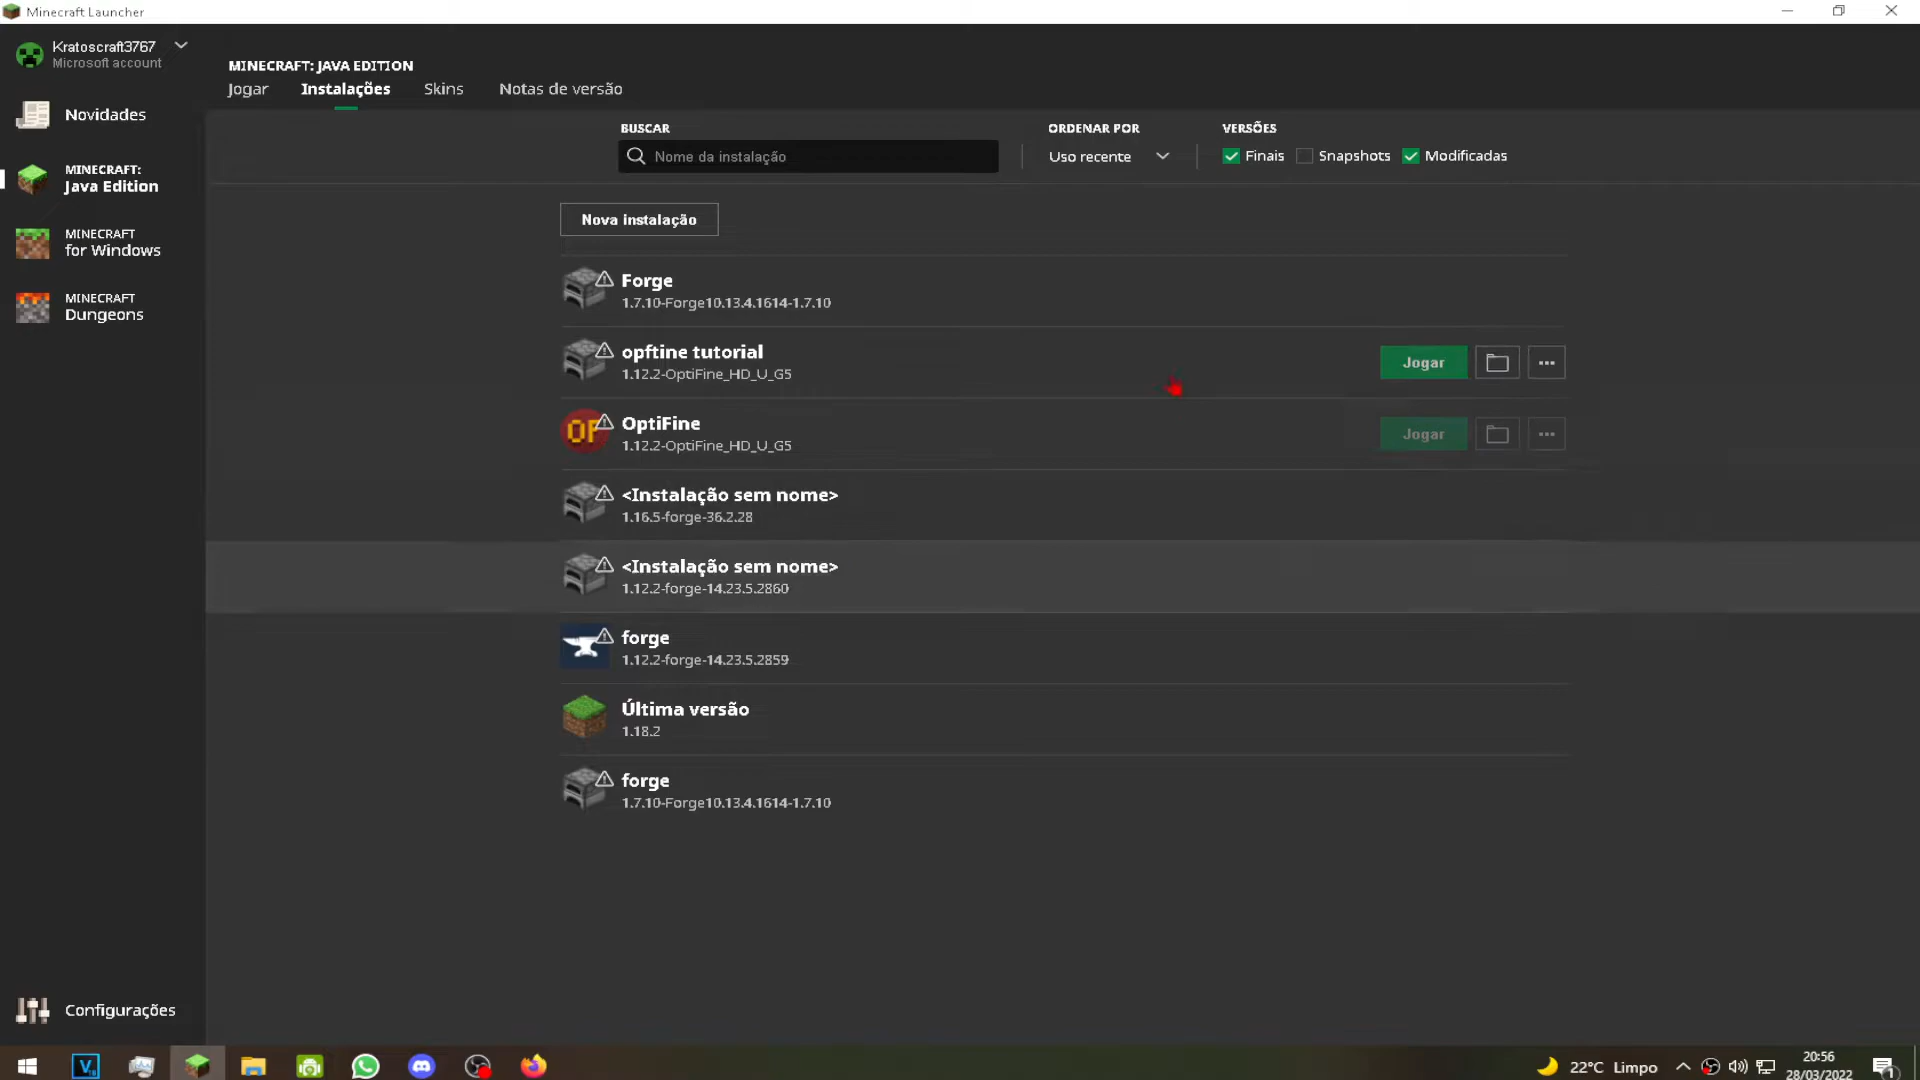 Minecraft Launcher
Kratoscraft3767
Microsoft account
MINECRAFT: JAVA EDITION
Jogar Instalações Skins Notas de versão
Novidades
MINECRAFT:
Java Edition
MINECRAFT
for Windows
MINECRAFT
Dungeons
Configurações
BUSCAR
Nome da instalação
ORDENAR POR
Uso recente
VERSÕES
Finais Snapshots Modificadas
Nova instalação
Forge
1.7.10-Forge10.13.4.1614-1.7.10
opftine tutorial
1.12.2-OptiFine_HD_U_G5
Jogar
OF
OptiFine
1.12.2-OptiFine_HD_U_G5
Jogar
<Instalação sem nome>
1.16.5-forge-36.2.28
<Instalação sem nome>
1.12.2-forge-14.23.5.2860
forge
1.12.2-forge-14.23.5.2859
Última versão
1.18.2
forge
1.7.10-Forge10.13.4.1614-1.7.10
22°C Limpo
20:56
28/03/2022